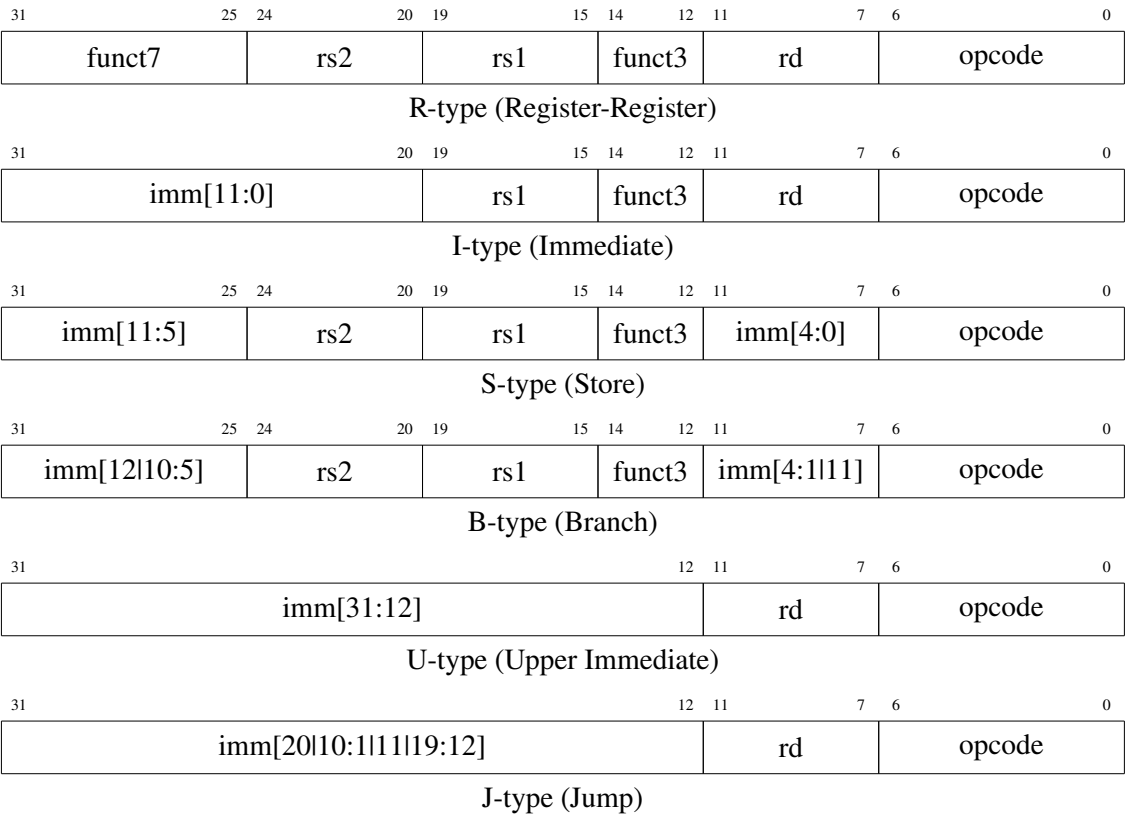 31 25 24 20 19 15 14 12 11 7 6 0
funct7 rs2 rs1 funct3 rd opcode
R-type (Register-Register)
31 20 19 15 14 12 11 7 6 0
imm[11:0] rs1 funct3 rd opcode
I-type (Immediate)
31 25 24 20 19 15 14 12 11 7 6 0
imm[11:5] rs2 rs1 funct3 imm[4:0] opcode
S-type (Store)
31 25 24 20 19 15 14 12 11 7 6 0
imm[12|10:5] rs2 rs1 funct3 imm[4:1|11] opcode
B-type (Branch)
31 12 11 7 6 0
imm[31:12] rd opcode
U-type (Upper Immediate)
31 12 11 7 6 0
imm[20|10:1|11|19:12] rd opcode
J-type (Jump)